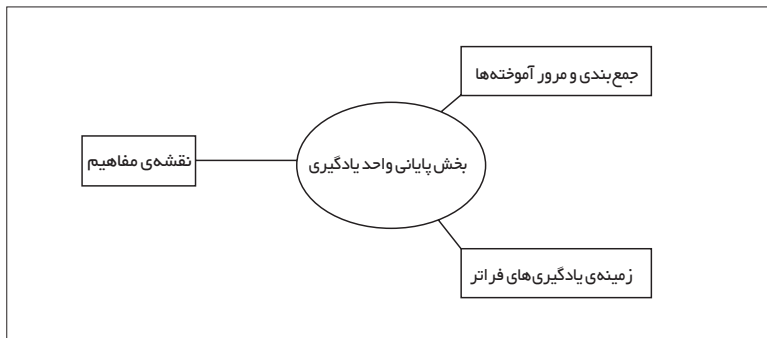 جمع‌بندی و مرور آموخته‌ها
بخش پایانی واحد یادگیری
نقشه‌ی مفاهیم
زمینه‌ی یادگیری‌های فراتر